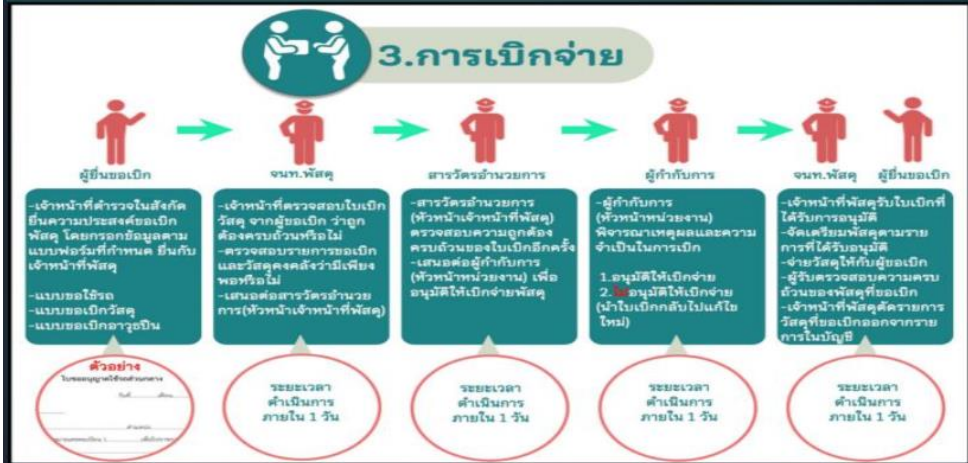 3.การเบิกจ่าย
ผู้ยื่นขอเบิก
จนท.พัสดุ
สารวัตรอำนวยการ
ผู้กำกับการ
จนท.พัสดุ
ผู้ยื่นขอเบิก
-เจ้าหน้าที่ตำรวจในสังกัด
ยื่นความประสงค์ขอเบิก
พัสดุ โดยกรอกข้อมูลตาม
แบบฟอร์มที่กำหนด ยื่นกับ
เจ้าหน้าที่พัสดุ
-แบบขอใช้รถ
-แบบขอเบิกวัสดุ
-แบบขอเบิกอาวุธปืน
-เจ้าหน้าที่ตรวจสอบใบเบิก
วัสดุ จากผู้ขอเบิก ว่าถูก
ต้องครบถ้วนหรือไม่
-ตรวจสอบรายการขอเบิก
และวัสดุคงคลังว่ามีเพียง
พอหรือไม่
-เสนอต่อสารวัตรอำนวย
การ(หัวหน้าเจ้าหน้าที่พัสดุ)
-สารวัตรอำนวยการ
(หัวหน้าเจ้าหน้าที่พัสดุ)
ตรวจสอบความถูกต้อง
ครบถ้วนของใบเบิกอีกครั้ง
-เสนอต่อผู้กำกับการ
(หัวหน้าหน่วยงาน) เพื่อ
อนุมัติให้เบิกจ่ายพัสดุ
-ผู้กำกับการ
(หัวหน้าหน่วยงาน)
พิจารณาเหตุผลและความ
จำเป็นในการเบิก
1.อนุมัติให้เบิกจ่าย
2.ไม่อนุมัติให้เบิกจ่าย
(นำใบเบิกกลับไปแก้ไข
ใหม่)
-เจ้าหน้าที่พัสดุรับใบเบิกที่
ได้รับการอนุมัติ
-จัดเตรียมพัสดุตามราย
การที่ได้รับอนุมัติ
-จ่ายวัสดุให้กับผู้ขอเบิก
-ผู้รับตรวจสอบความครบ
ถ้วนของพัสดุที่ขอเบิก
-เจ้าหน้าที่พัสดุตัดรายการ
วัสดุที่ขอเบิกออกจากราย
การในบัญชี
ตัวอย่าง
ใบขออนุญาตใช้รถส่วนกลาง
วันที่ เดือน
ตำแหน่ง
ระยะเวลา
ดำเนินการ
ภายใน 1 วัน
ระยะเวลา
ดำเนินการ
ภายใน 1 วัน
ระยะเวลา
ดำเนินการ
ภายใน 1 วัน
ระยะเวลา
ดำเนินการ
ภายใน 1 วัน